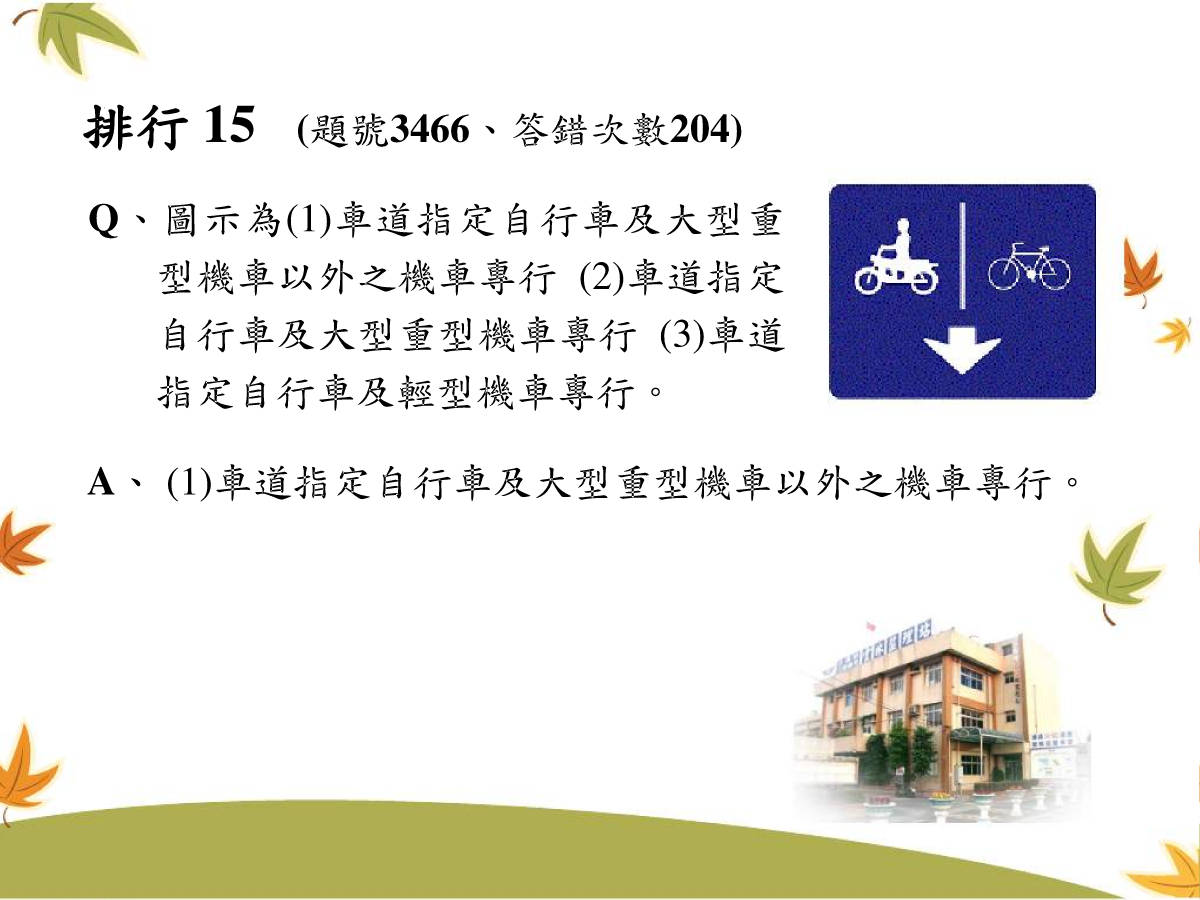 排行 15 (題號3466、答錯次數204)
Q、圖示為(1)車道指定自行車及大型重
型機車以外之機車專行 (2)車道指定
自行車及大型重型機車專行 (3)車道
指定自行車及輕型機車專行。
A、(1)車道指定自行車及大型重型機車以外之機車專行。